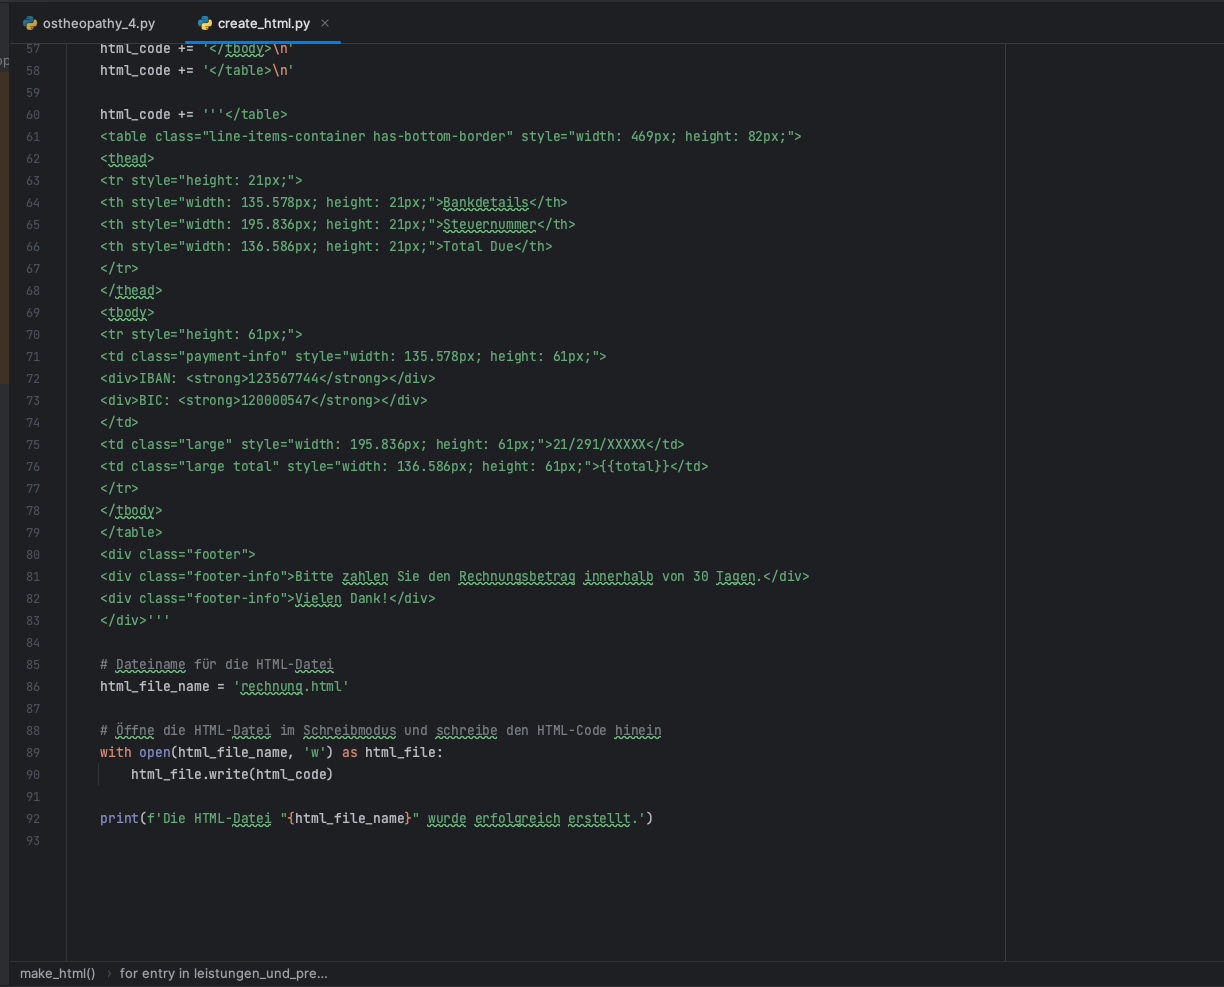 ostheopathy_4.py create_html.py ×
57 html_code += '</tbody>\n'
op
58 html_code += '</table>\n'
59
60 html_code += '''</table>
61 <table class="line-items-container has-bottom-border" style="width: 469px; height: 82px;">
62 <thead>
63 <tr style="height: 21px;">
64 <th style="width: 135.578px; height: 21px;">Bankdetails</th>
65 <th style="width: 195.836px; height: 21px;">Steuernummer</th>
66 <th style="width: 136.586px; height: 21px;">Total Due</th>
67 </tr>
68 </thead>
69 <tbody>
70 <tr style="height: 61px;">
71 <td class="payment-info" style="width: 135.578px; height: 61px;">
72 <div>IBAN: <strong>123567744</strong></div>
73 <div>BIC: <strong>120000547</strong></div>
74 </td>
75 <td class="large" style="width: 195.836px; height: 61px;">21/291/XXXXX</td>
76 <td class="large total" style="width: 136.586px; height: 61px;">{{total}}</td>
77 </tr>
78 </tbody>
79 </table>
80 <div class="footer">
81 <div class="footer-info">Bitte zahlen Sie den Rechnungsbetrag innerhalb von 30 Tagen.</div>
82 <div class="footer-info">Vielen Dank!</div>
83 </div>'''
84
85 # Dateiname für die HTML-Datei
86 html_file_name = 'rechnung.html'
87
88 # Öffne die HTML-Datei im Schreibmodus und schreibe den HTML-Code hinein
89 with open(html_file_name, 'w') as html_file:
90 html_file.write(html_code)
91
92 print(f'Die HTML-Datei "{html_file_name}" wurde erfolgreich erstellt.')
93
make_html() › for entry in leistungen_und_pre...